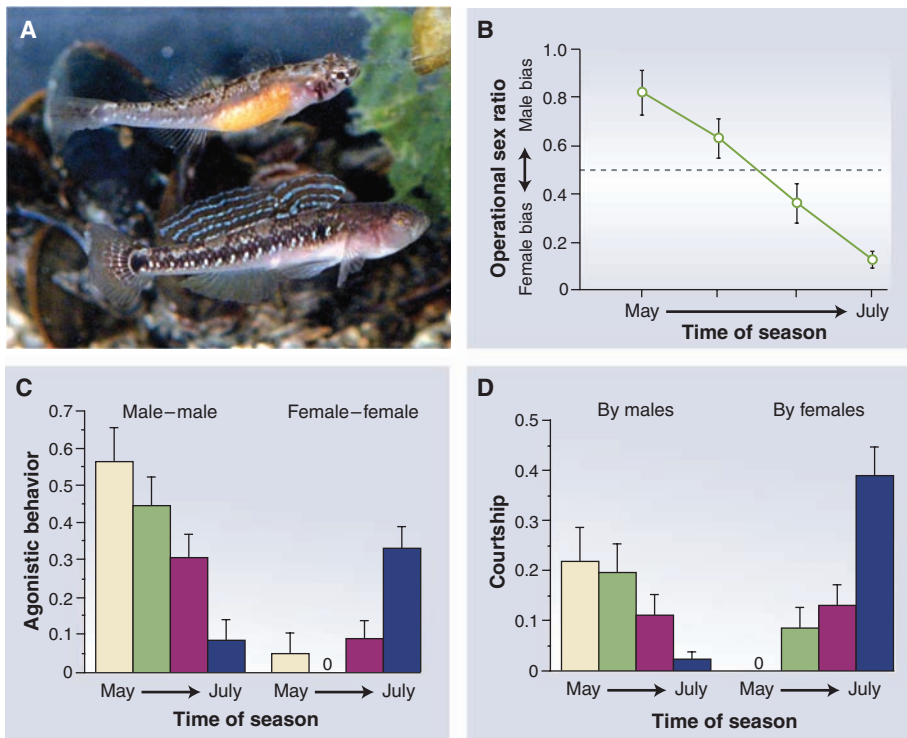 A
B
Operational sex ratio
Female bias
Male bias
1.0
0.8
0.6
0.4
0.2
0
May
July
Time of season
C
Male–male
Female–female
Agonistic behavior
0.7
0.6
0.5
0.4
0.3
0.2
0.1
0
0
May
July
May
July
Time of season
D
By males
By females
Courtship
0.5
0.4
0.3
0.2
0.1
0
0
May
July
May
July
Time of season